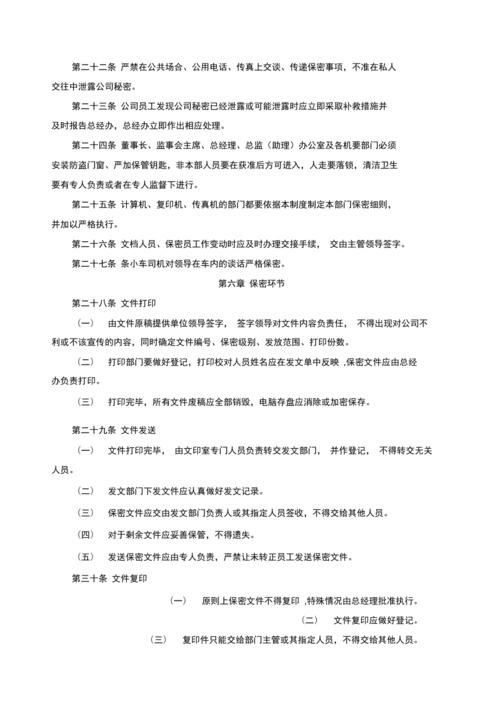 第二十二条 严禁在公共场合、公用电话、传真上交谈、传递保密事项，不准在私人
交往中泄露公司秘密。
第二十三条 公司员工发现公司秘密已经泄露或可能泄露时应立即采取补救措施并
及时报告总经办，总经办立即作出相应处理。
第二十四条 董事长、监事会主席、总经理、总监（助理）办公室及各机要部门必须
安装防盗门窗、严加保管钥匙，非本部人员要在获准后方可进入，人走要落锁，清洁卫生
要有专人负责或者在专人监督下进行。
第二十五条 计算机、复印机、传真机的部门都要依据本制度制定本部门保密细则，
并加以严格执行。
第二十六条 文档人员、保密员工作变动时应及时办理交接手续， 交由主管领导签字。
第二十七条 条小车司机对领导在车内的谈话严格保密。
第六章 保密环节
第二十八条 文件打印
（一） 由文件原稿提供单位领导签字， 签字领导对文件内容负责任， 不得出现对公司不
利或不该宣传的内容，同时确定文件编号、保密级别、发放范围、打印份数。
（二） 打印部门要做好登记，打印校对人员姓名应在发文单中反映 ,保密文件应由总经
办负责打印。
（三） 打印完毕，所有文件废稿应全部销毁，电脑存盘应消除或加密保存。
第二十九条 文件发送
（一） 文件打印完毕， 由文印室专门人员负责转交发文部门， 并作登记， 不得转交无关
人员。
（二） 发文部门下发文件应认真做好发文记录。
（三） 保密文件应交由发文部门负责人或其指定人员签收，不得交给其他人员。
（四） 对于剩余文件应妥善保管，不得遗失。
（五） 发送保密文件应由专人负责，严禁让未转正员工发送保密文件。
第三十条 文件复印
（一） 原则上保密文件不得复印 ,特殊情况由总经理批准执行。
（二） 文件复印应做好登记。
（三） 复印件只能交给部门主管或其指定人员，不得交给其他人员。